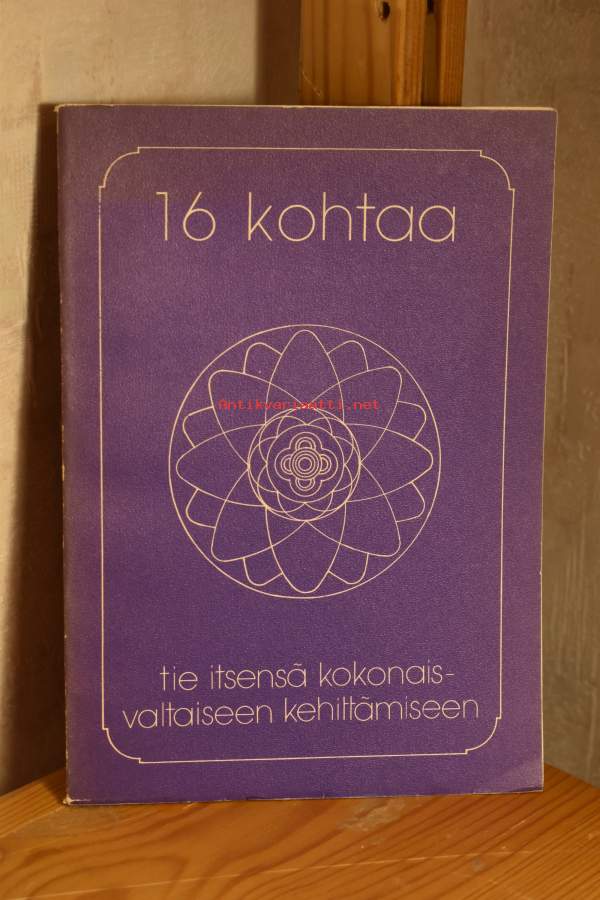 16 kohtaa
Antikvariaatti.net
tie itsensä kokonais-
valtaiseen kehittämiseen